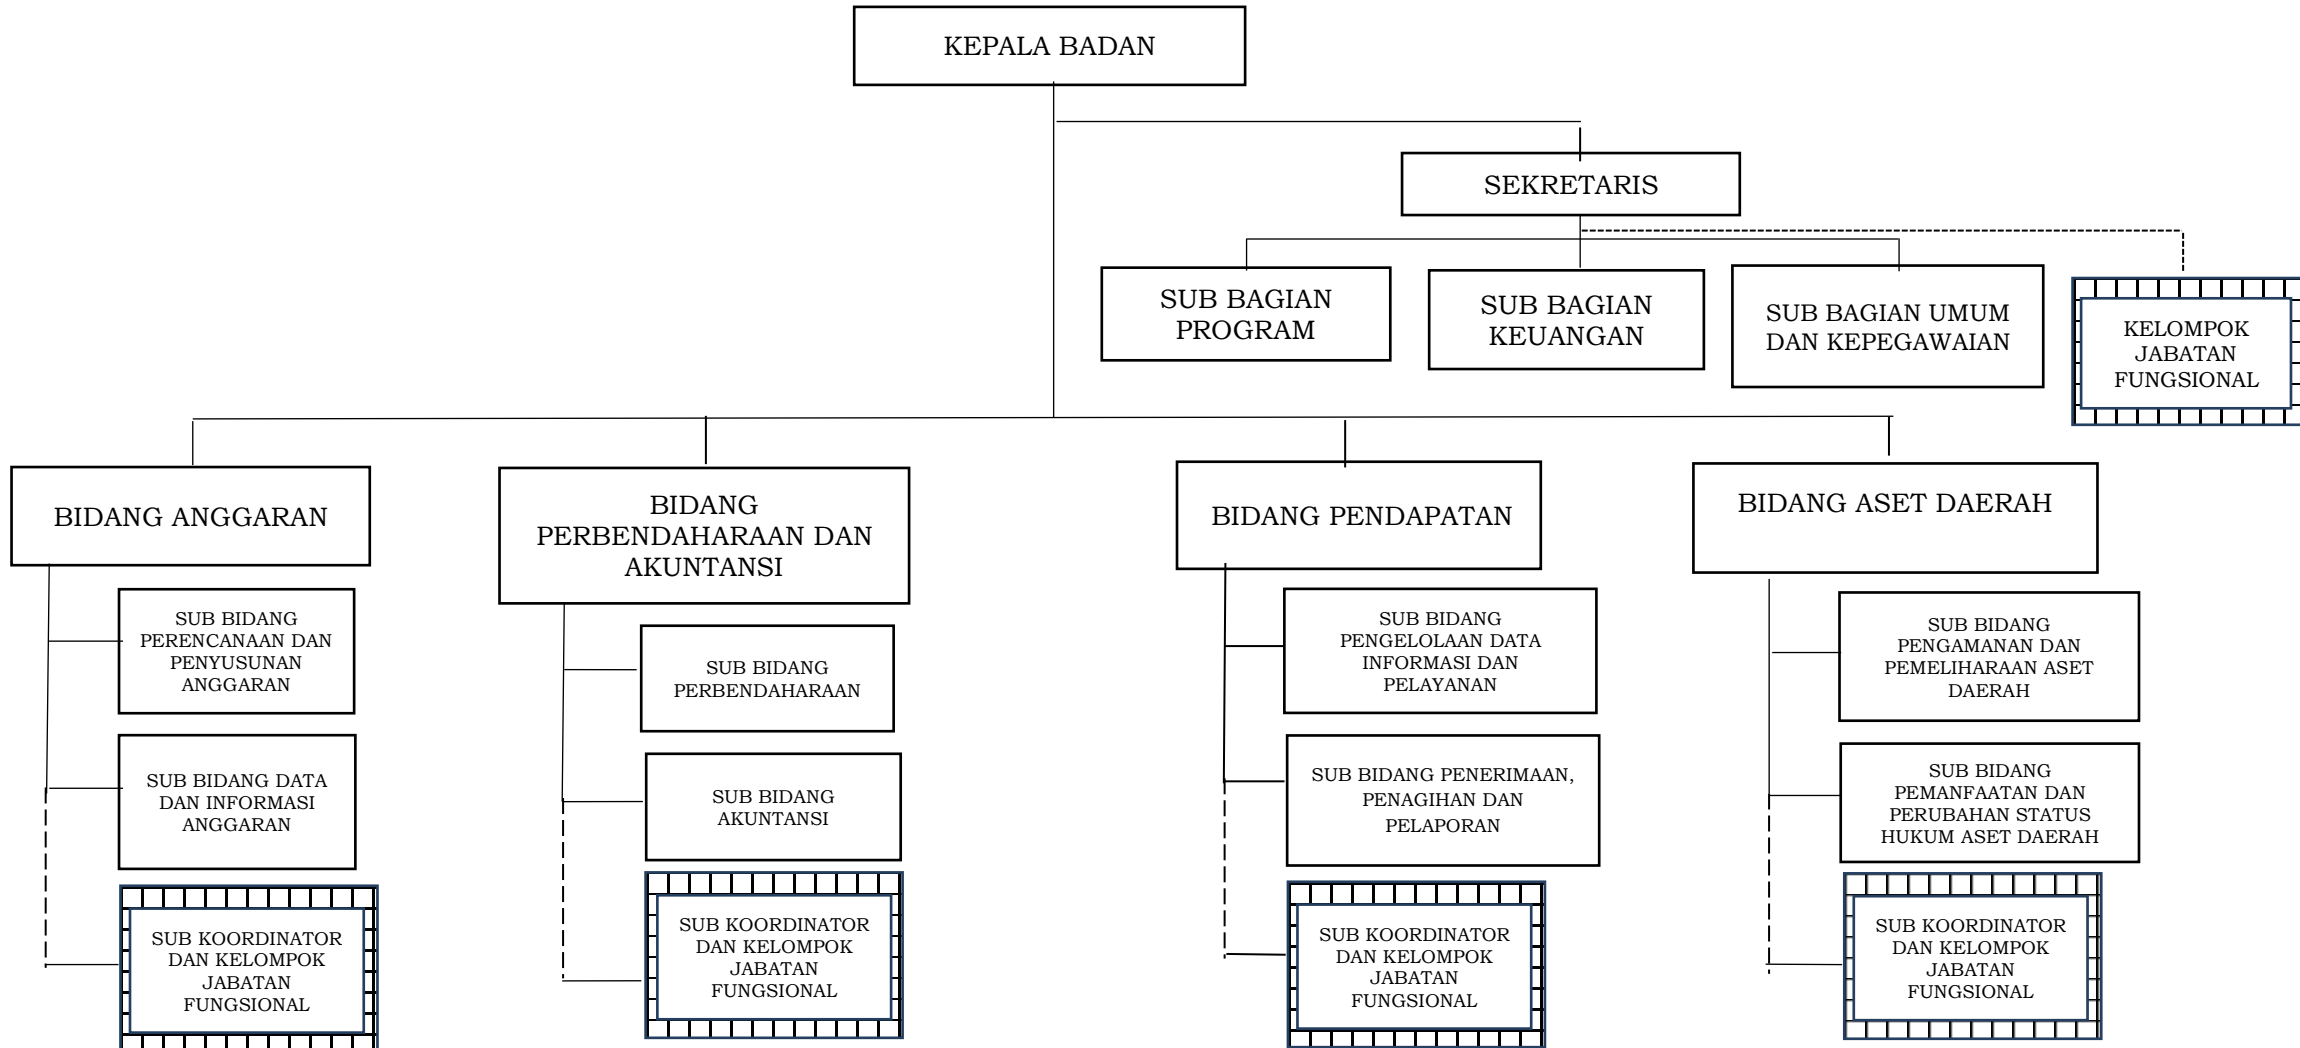 KEPALA BADAN
SEKRETARIS
SUB BAGIAN
PROGRAM
SUB BAGIAN
KEUANGAN
SUB BAGIAN UMUM
DAN KEPEGAWAIAN
KELOMPOK
JABATAN
FUNGSIONAL
BIDANG ANGGARAN
BIDANG
PERBENDAHARAAN DAN
AKUNTANSI
BIDANG PENDAPATAN
BIDANG ASET DAERAH
SUB BIDANG
PERENCANAAN DAN
PENYUSUNAN
ANGGARAN
SUB BIDANG
PERBENDAHARAAN
SUB BIDANG
PENGELOLAAN DATA
INFORMASI DAN
PELAYANAN
SUB BIDANG
PENGAMANAN DAN
PEMELIHARAAN ASET
DAERAH
SUB BIDANG DATA
DAN INFORMASI
ANGGARAN
SUB BIDANG
AKUNTANSI
SUB BIDANG PENERIMAAN,
PENAGIHAN DAN
PELAPORAN
SUB BIDANG
PEMANFAATAN DAN
PERUBAHAN STATUS
HUKUM ASET DAERAH
SUB KOORDINATOR
DAN KELOMPOK
JABATAN
FUNGSIONAL
SUB KOORDINATOR
DAN KELOMPOK
JABATAN
FUNGSIONAL
SUB KOORDINATOR
DAN KELOMPOK
JABATAN
FUNGSIONAL
SUB KOORDINATOR
DAN KELOMPOK
JABATAN
FUNGSIONAL